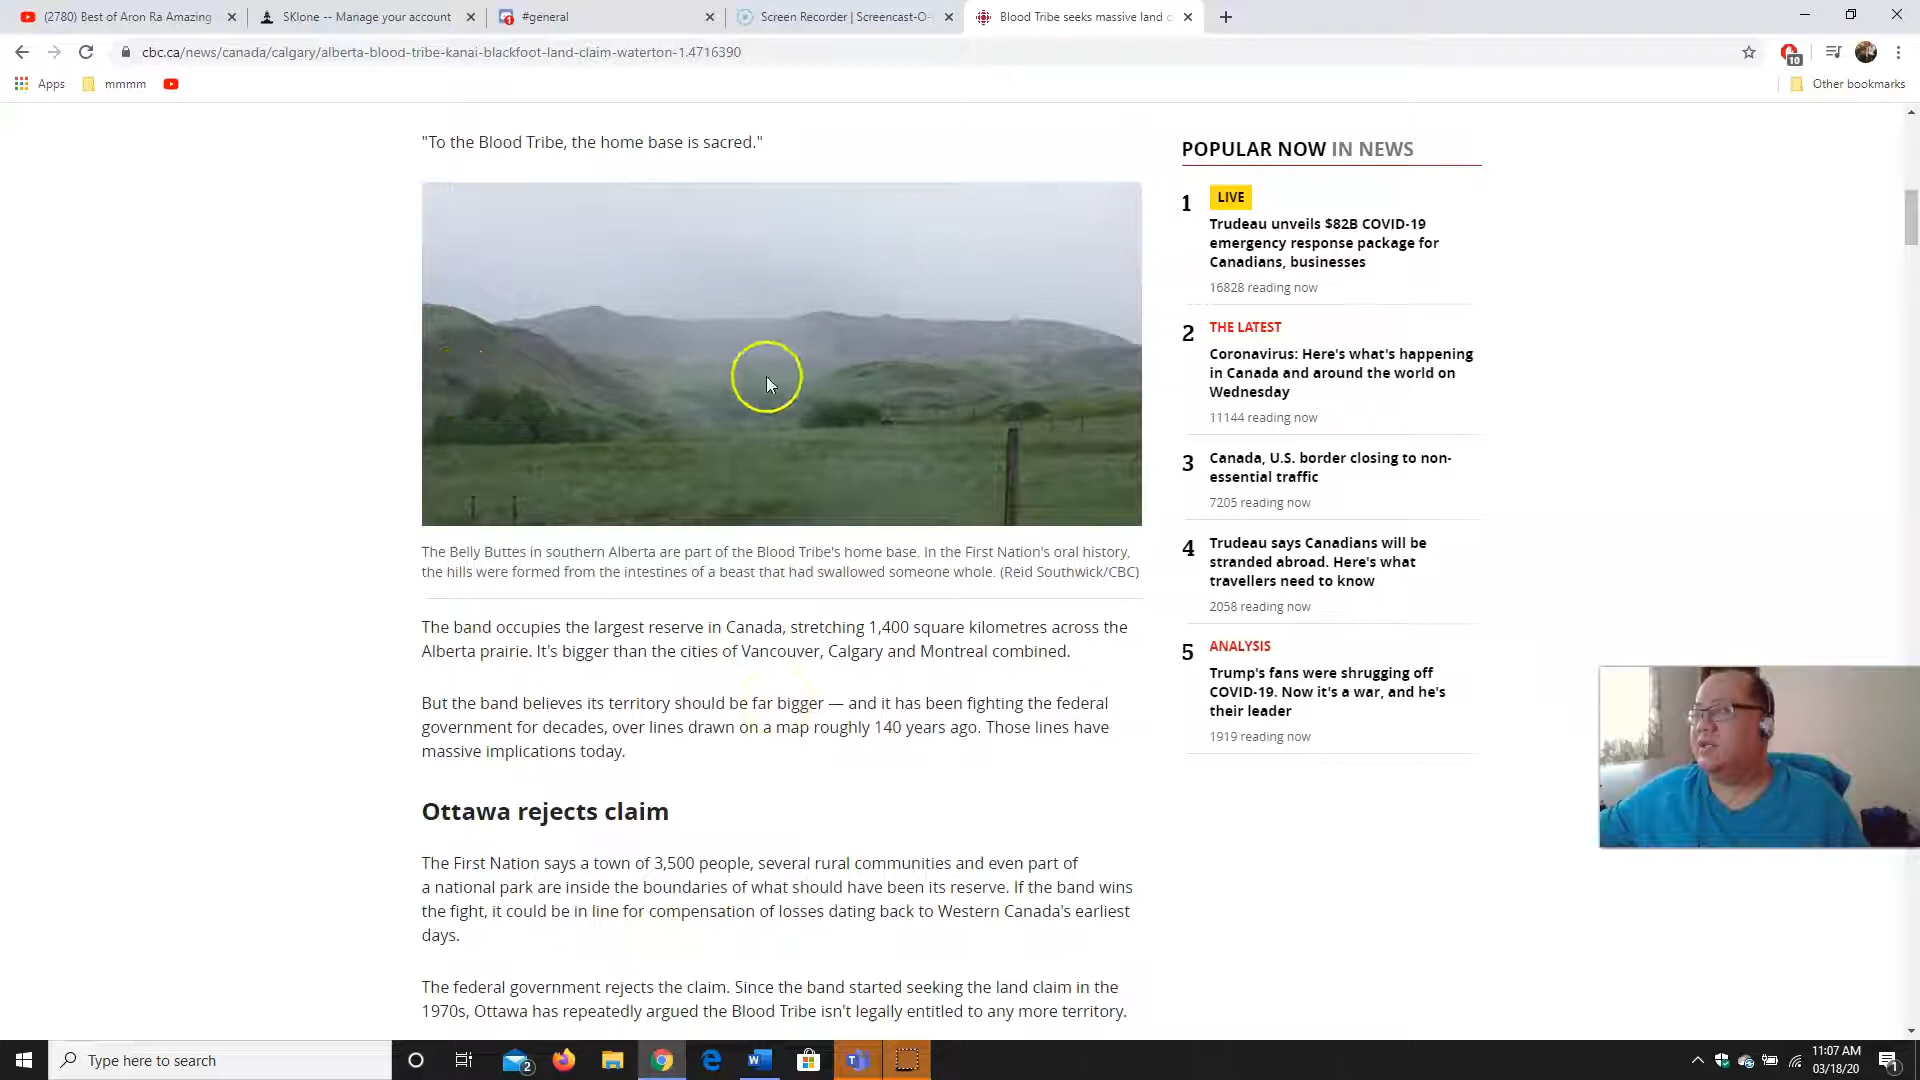 (2780) Best of Aron Ra Amazing
SKlone -- Manage your account
#general
Screen Recorder | Screencast-O-
Blood Tribe seeks massive land c
cbc.ca/news/canada/calgary/alberta-blood-tribe-kanai-blackfoot-land-claim-waterton-1.4716390
10
Apps
mmmm
Other bookmarks
"To the Blood Tribe, the home base is sacred."
The Belly Buttes in southern Alberta are part of the Blood Tribe's home base. In the First Nation's oral history,
the hills were formed from the intestines of a beast that had swallowed someone whole. (Reid Southwick/CBC)
The band occupies the largest reserve in Canada, stretching 1,400 square kilometres across the
Alberta prairie. It's bigger than the cities of Vancouver, Calgary and Montreal combined.
But the band believes its territory should be far bigger — and it has been fighting the federal
government for decades, over lines drawn on a map roughly 140 years ago. Those lines have
massive implications today.
Ottawa rejects claim
The First Nation says a town of 3,500 people, several rural communities and even part of
a national park are inside the boundaries of what should have been its reserve. If the band wins
the fight, it could be in line for compensation of losses dating back to Western Canada's earliest
days.
The federal government rejects the claim. Since the band started seeking the land claim in the
1970s, Ottawa has repeatedly argued the Blood Tribe isn't legally entitled to any more territory.
POPULAR NOW IN NEWS
1
LIVE
Trudeau unveils $82B COVID-19
emergency response package for
Canadians, businesses
16828 reading now
2
THE LATEST
Coronavirus: Here's what's happening
in Canada and around the world on
Wednesday
11144 reading now
3
Canada, U.S. border closing to non-
essential traffic
7205 reading now
4
Trudeau says Canadians will be
stranded abroad. Here's what
travellers need to know
2058 reading now
5
ANALYSIS
Trump's fans were shrugging off
COVID-19. Now it's a war, and he's
their leader
1919 reading now
Type here to search
2
11:07 AM
03/18/20
1